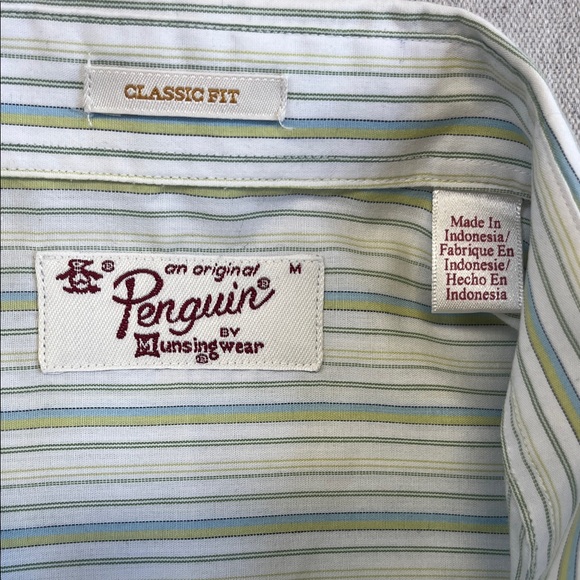 CLASSIC FIT
an original M
Penguin®
BY
Munsingwear®
®
Made In
Indonesia/
Fabrique En
Indonesie/
Hecho En
Indonesia